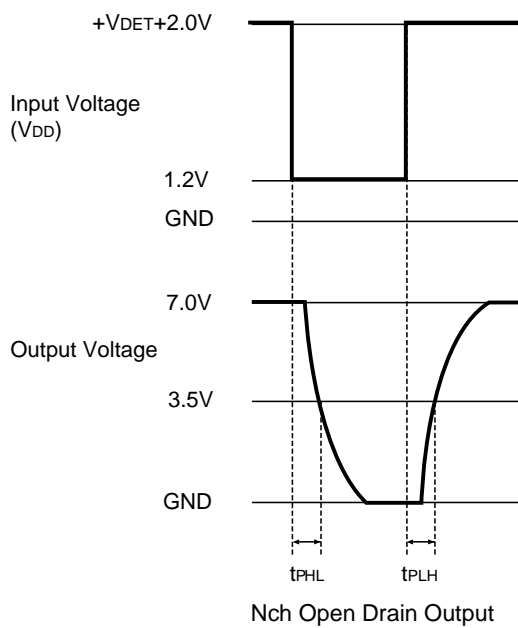 +VDET+2.0V
Input Voltage
(VDD)
1.2V
GND
7.0V
Output Voltage
3.5V
GND
tPHL
tPLH
Nch Open Drain Output